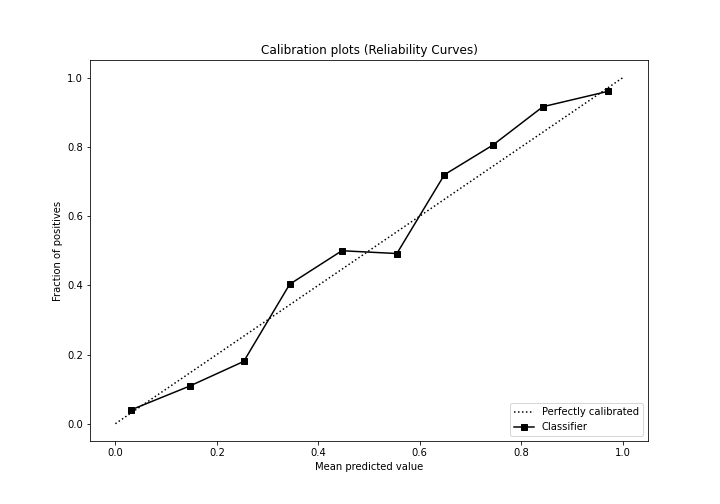 Calibration plots (Reliability Curves)
1.0
0.8
0.6
0.4
0.2
0.0
Fraction of positives
0.0 0.2 0.4 0.6 0.8 1.0
Mean predicted value
Perfectly calibrated
Classifier